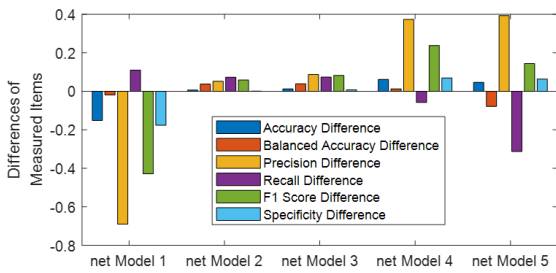 0.4
0.2
0
-0.2
-0.4
-0.6
-0.8
Differences of
Measured Items
Accuracy Difference
Balanced Accuracy Difference
Precision Difference
Recall Difference
F1 Score Difference
Specificity Difference
net Model 1 net Model 2 net Model 3 net Model 4 net Model 5